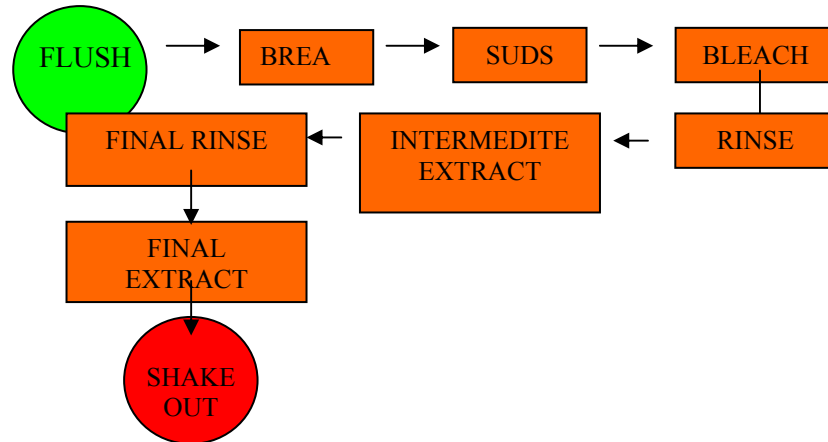 FLUSH
BREA
SUDS
BLEACH
RINSE
INTERMEDITE
EXTRACT
FINAL RINSE
FINAL
EXTRACT
SHAKE
OUT